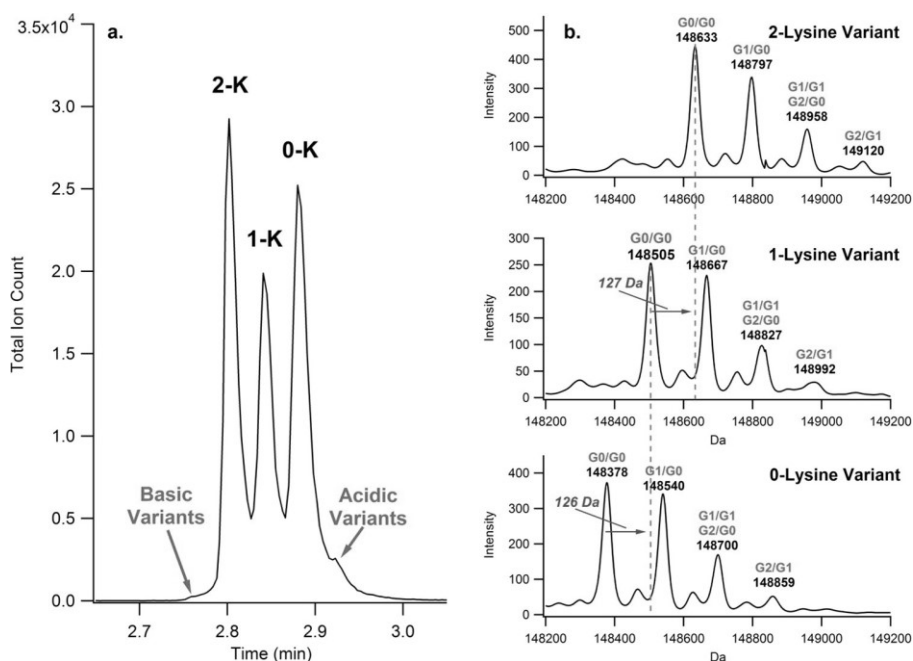 a.
3.5x10⁴
3.0
2.5
2.0
1.5
1.0
0.5
0.0
Total Ion Count
2-K
1-K
0-K
Basic
Variants
Acidic
Variants
2.7 2.8 2.9 3.0
Time (min)
b.
2-Lysine Variant
500
400
300
200
100
0
Intensity
G0/G0
148633
G1/G0
148797
G1/G1
G2/G0
148958
G2/G1
149120
148200 148400 148600 148800 149000 149200
1-Lysine Variant
300
250
200
150
100
50
0
Intensity
G0/G0
148505
G1/G0
148667
127 Da
G1/G1
G2/G0
148827
G2/G1
148992
148200 148400 148600 148800 149000 149200
Da
0-Lysine Variant
400
300
200
100
0
Intensity
G0/G0
148378
G1/G0
148540
126 Da
G1/G1
G2/G0
148700
G2/G1
148859
148200 148400 148600 148800 149000 149200
Da